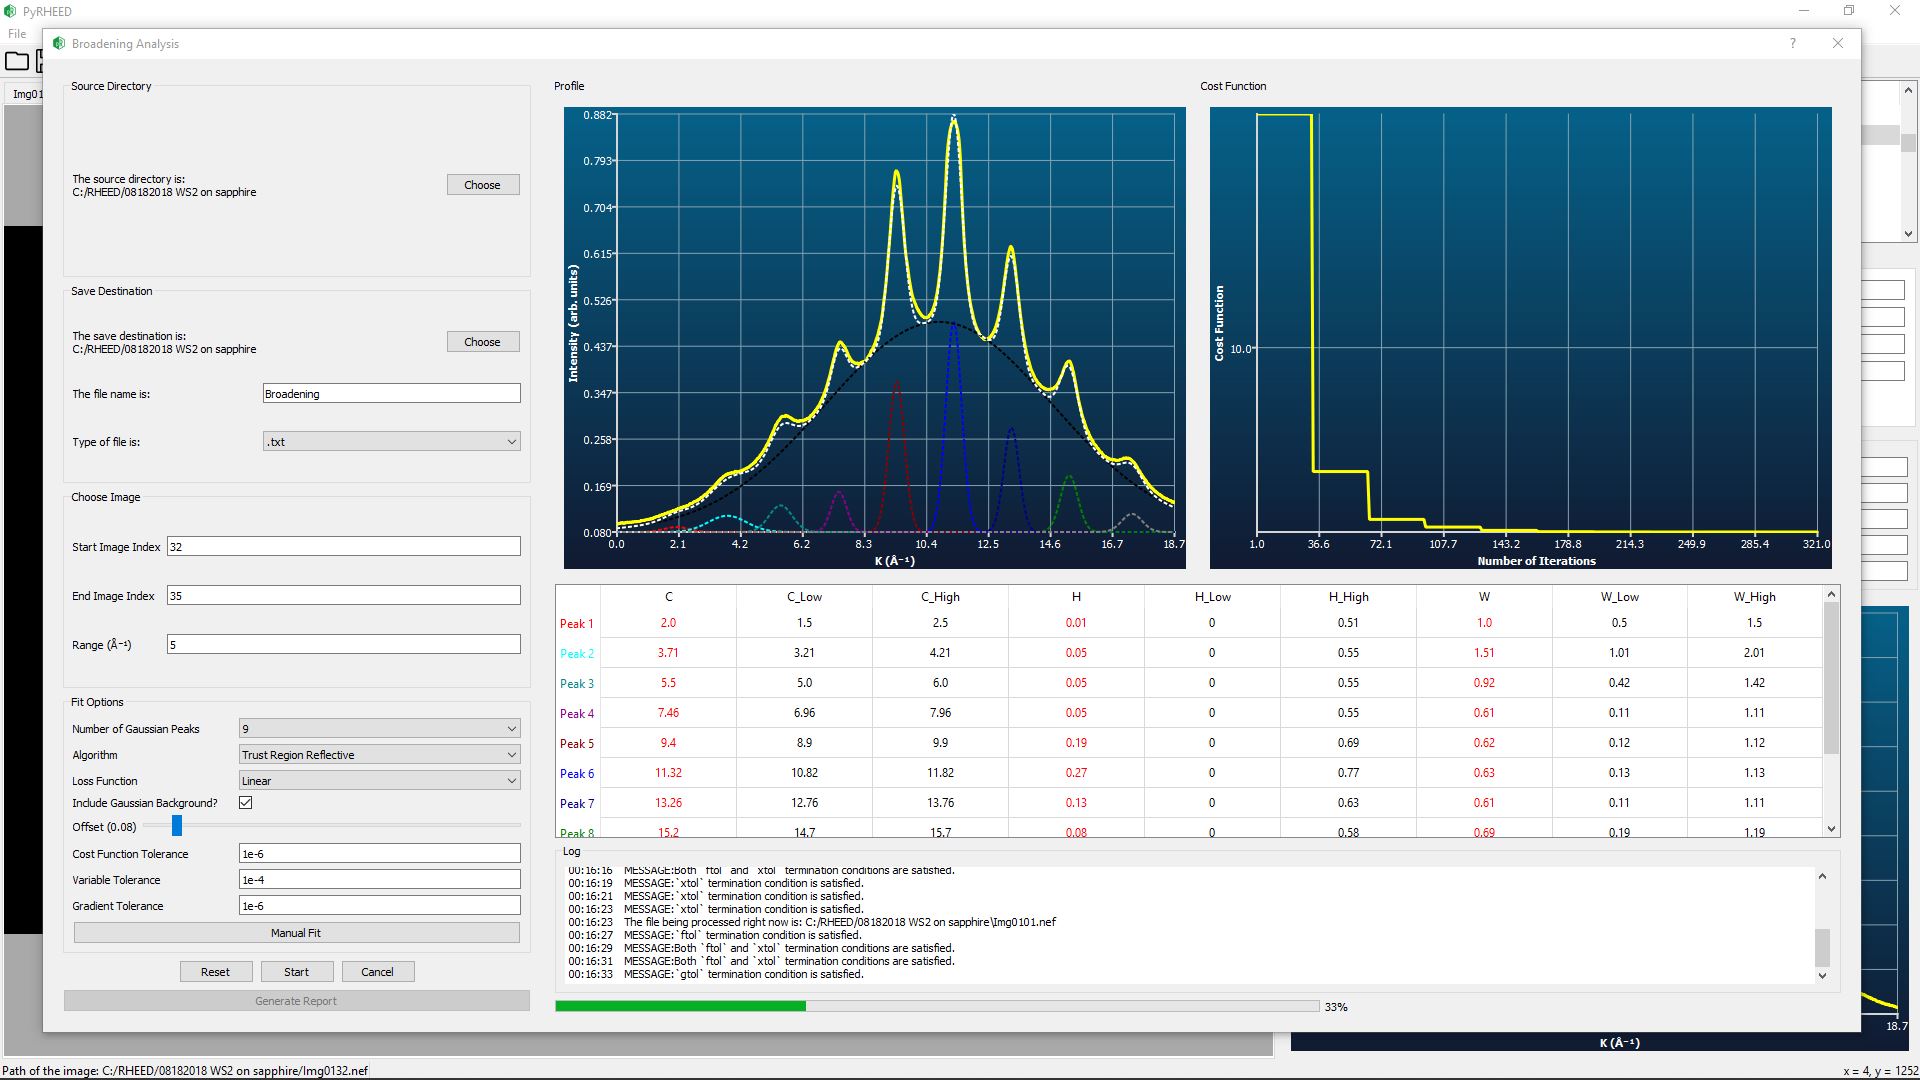 PyRHEED
File
Broadening Analysis
?
Img01
Source Directory
The source directory is:
C:/RHEED/08182018 WS2 on sapphire
Choose
Save Destination
The save destination is:
C:/RHEED/08182018 WS2 on sapphire
Choose
The file name is:
Broadening
Type of file is:
.txt
Choose Image
Start Image Index
32
End Image Index
35
Range (Å⁻¹)
5
Fit Options
Number of Gaussian Peaks
9
Algorithm
Trust Region Reflective
Loss Function
Linear
Include Gaussian Background?
Offset (0.08)
Cost Function Tolerance
1e-6
Variable Tolerance
1e-4
Gradient Tolerance
1e-6
Manual Fit
Reset Start Cancel
Generate Report
Profile
Intensity (arb. units)
0.882
0.793
0.704
0.615
0.526
0.437
0.347
0.258
0.169
0.080
0.0 2.1 4.2 6.2 8.3 10.4 12.5 14.6 16.7 18.7
K (Å⁻¹)
Cost Function
Cost Function
10.0
1.0 36.6 72.1 107.7 143.2 178.8 214.3 249.9 285.4 321.0
Number of Iterations
C C_Low C_High H H_Low H_High W W_Low W_High
Peak 1 2.0 1.5 2.5 0.01 0 0.51 1.0 0.5 1.5
Peak 2 3.71 3.21 4.21 0.05 0 0.55 1.51 1.01 2.01
Peak 3 5.5 5.0 6.0 0.05 0 0.55 0.92 0.42 1.42
Peak 4 7.46 6.96 7.96 0.05 0 0.55 0.61 0.11 1.11
Peak 5 9.4 8.9 9.9 0.19 0 0.69 0.62 0.12 1.12
Peak 6 11.32 10.82 11.82 0.27 0 0.77 0.63 0.13 1.13
Peak 7 13.26 12.76 13.76 0.13 0 0.63 0.61 0.11 1.11
Peak 8 15.2 14.7 15.7 0.08 0 0.58 0.69 0.19 1.19
Log
00:16:16 MESSAGE:Both `ftol` and `xtol` termination conditions are satisfied.
00:16:19 MESSAGE:`xtol` termination condition is satisfied.
00:16:21 MESSAGE:`xtol` termination condition is satisfied.
00:16:23 MESSAGE:`xtol` termination condition is satisfied.
00:16:23 The file being processed right now is: C:/RHEED/08182018 WS2 on sapphire\Img0101.nef
00:16:27 MESSAGE:`ftol` termination condition is satisfied.
00:16:29 MESSAGE:Both `ftol` and `xtol` termination conditions are satisfied.
00:16:31 MESSAGE:Both `ftol` and `xtol` termination conditions are satisfied.
00:16:33 MESSAGE:`gtol` termination condition is satisfied.
33%
18.7
K (Å⁻¹)
Path of the image: C:/RHEED/08182018 WS2 on sapphire/Img0132.nef
x = 4, y = 1252